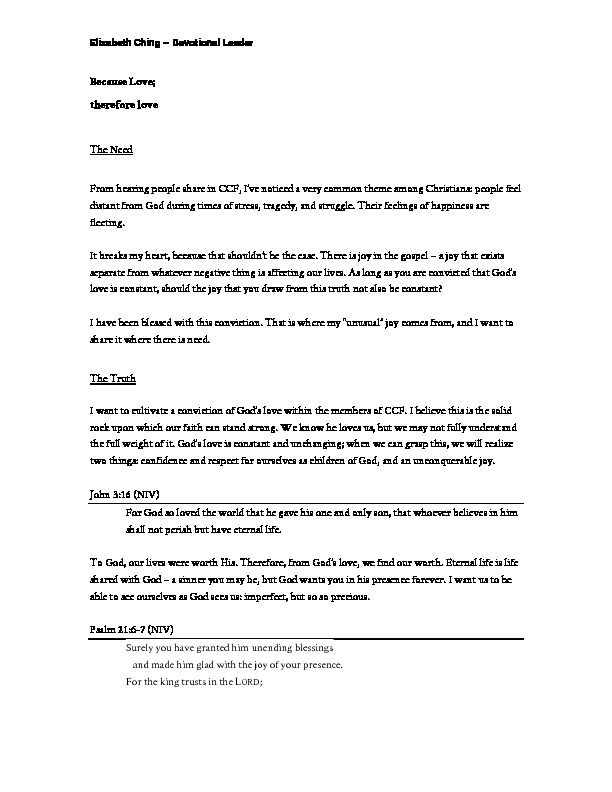 Elizabeth Ching – Devotional Leader
Because Love;
therefore love
The Need
From hearing people share in CCF, I've noticed a very common theme among Christians: people feel
distant from God during times of stress, tragedy, and struggle. Their feelings of happiness are
fleeting.
It breaks my heart, because that shouldn't be the case. There is joy in the gospel – a joy that exists
separate from whatever negative thing is affecting our lives. As long as you are convicted that God's
love is constant, should the joy that you draw from this truth not also be constant?
I have been blessed with this conviction. That is where my "unusual" joy comes from, and I want to
share it where there is need.
The Truth
I want to cultivate a conviction of God's love within the members of CCF. I believe this is the solid
rock upon which our faith can stand strong. We know he loves us, but we may not fully understand
the full weight of it. God's love is constant and unchanging; when we can grasp this, we will realize
two things: confidence and respect for ourselves as children of God, and an unconquerable joy.
John 3:16 (NIV)
For God so loved the world that he gave his one and only son, that whoever believes in him
shall not perish but have eternal life.
To God, our lives were worth His. Therefore, from God's love, we find our worth. Eternal life is life
shared with God – a sinner you may be, but God wants you in his presence forever. I want us to be
able to see ourselves as God sees us: imperfect, but so so precious.
Psalm 21:6-7 (NIV)
Surely you have granted him unending blessings
and made him glad with the joy of your presence.
For the king trusts in the LORD;